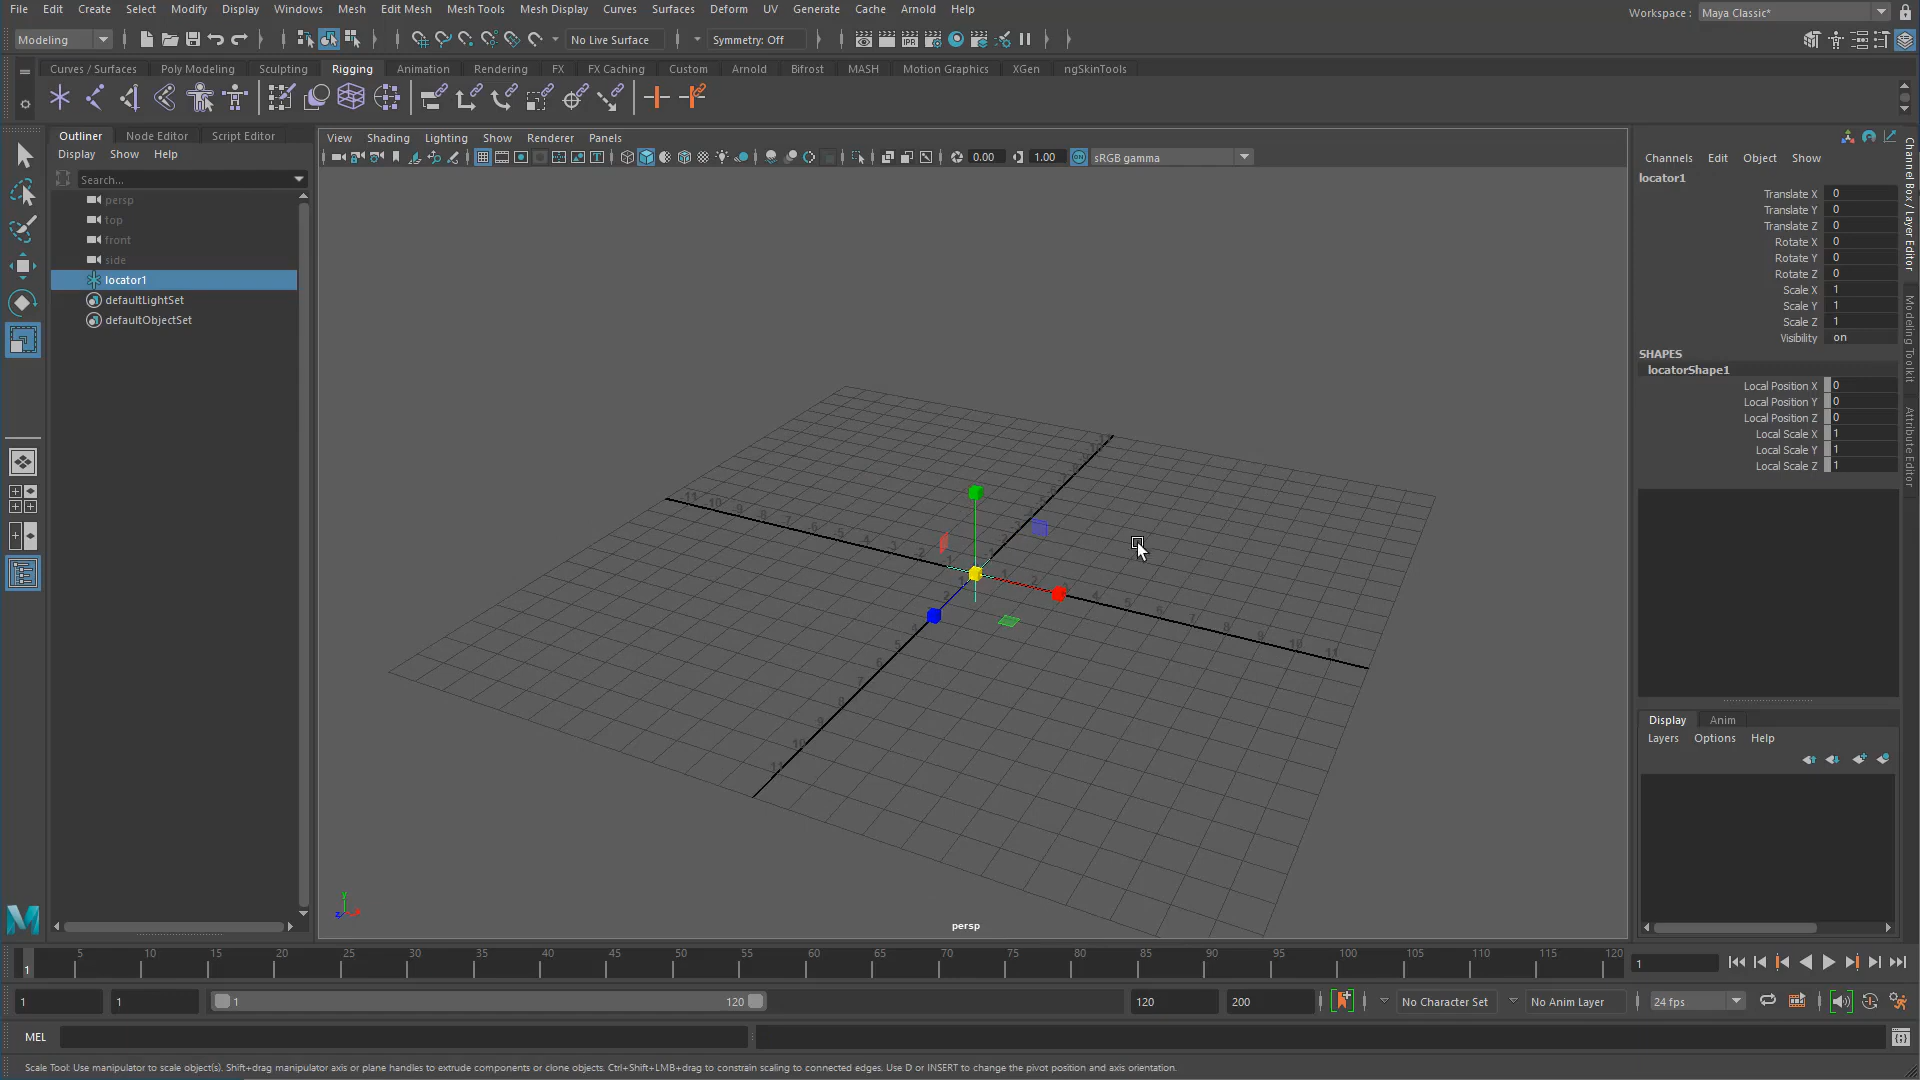 File Edit Create Select Modify Display Windows Mesh Edit Mesh Mesh Tools Mesh Display Curves Surfaces Deform UV Generate Cache Arnold Help
Workspace : Maya Classic*
Modeling No Live Surface Symmetry: Off
Curves / Surfaces Poly Modeling Sculpting Rigging Animation Rendering FX FX Caching Custom Arnold Bifrost MASH Motion Graphics XGen ngSkinTools
Outliner Node Editor Script Editor
Display Show Help
Search...
persp
top
front
side
locator1
defaultLightSet
defaultObjectSet
View Shading Lighting Show Renderer Panels
0.00 1.00 sRGB gamma
persp
Channels Edit Object Show
locator1
Translate X 0
Translate Y 0
Translate Z 0
Rotate X 0
Rotate Y 0
Rotate Z 0
Scale X 1
Scale Y 1
Scale Z 1
Visibility on
SHAPES
locatorShape1
Local Position X 0
Local Position Y 0
Local Position Z 0
Local Scale X 1
Local Scale Y 1
Local Scale Z 1
Channel Box / Layer Editor
Modeling Toolkit
Attribute Editor
Display Anim
Layers Options Help
1 5 10 15 20 25 30 35 40 45 50 55 60 65 70 75 80 85 90 95 100 105 110 115 120
1
1 1 1 120 120 200 No Character Set No Anim Layer 24 fps
MEL
Scale Tool: Use manipulator to scale object(s). Shift+drag manipulator axis or plane handles to extrude components or clone objects. Ctrl+Shift+LMB+drag to constrain scaling to connected edges. Use D or INSERT to change the pivot position and axis orientation.